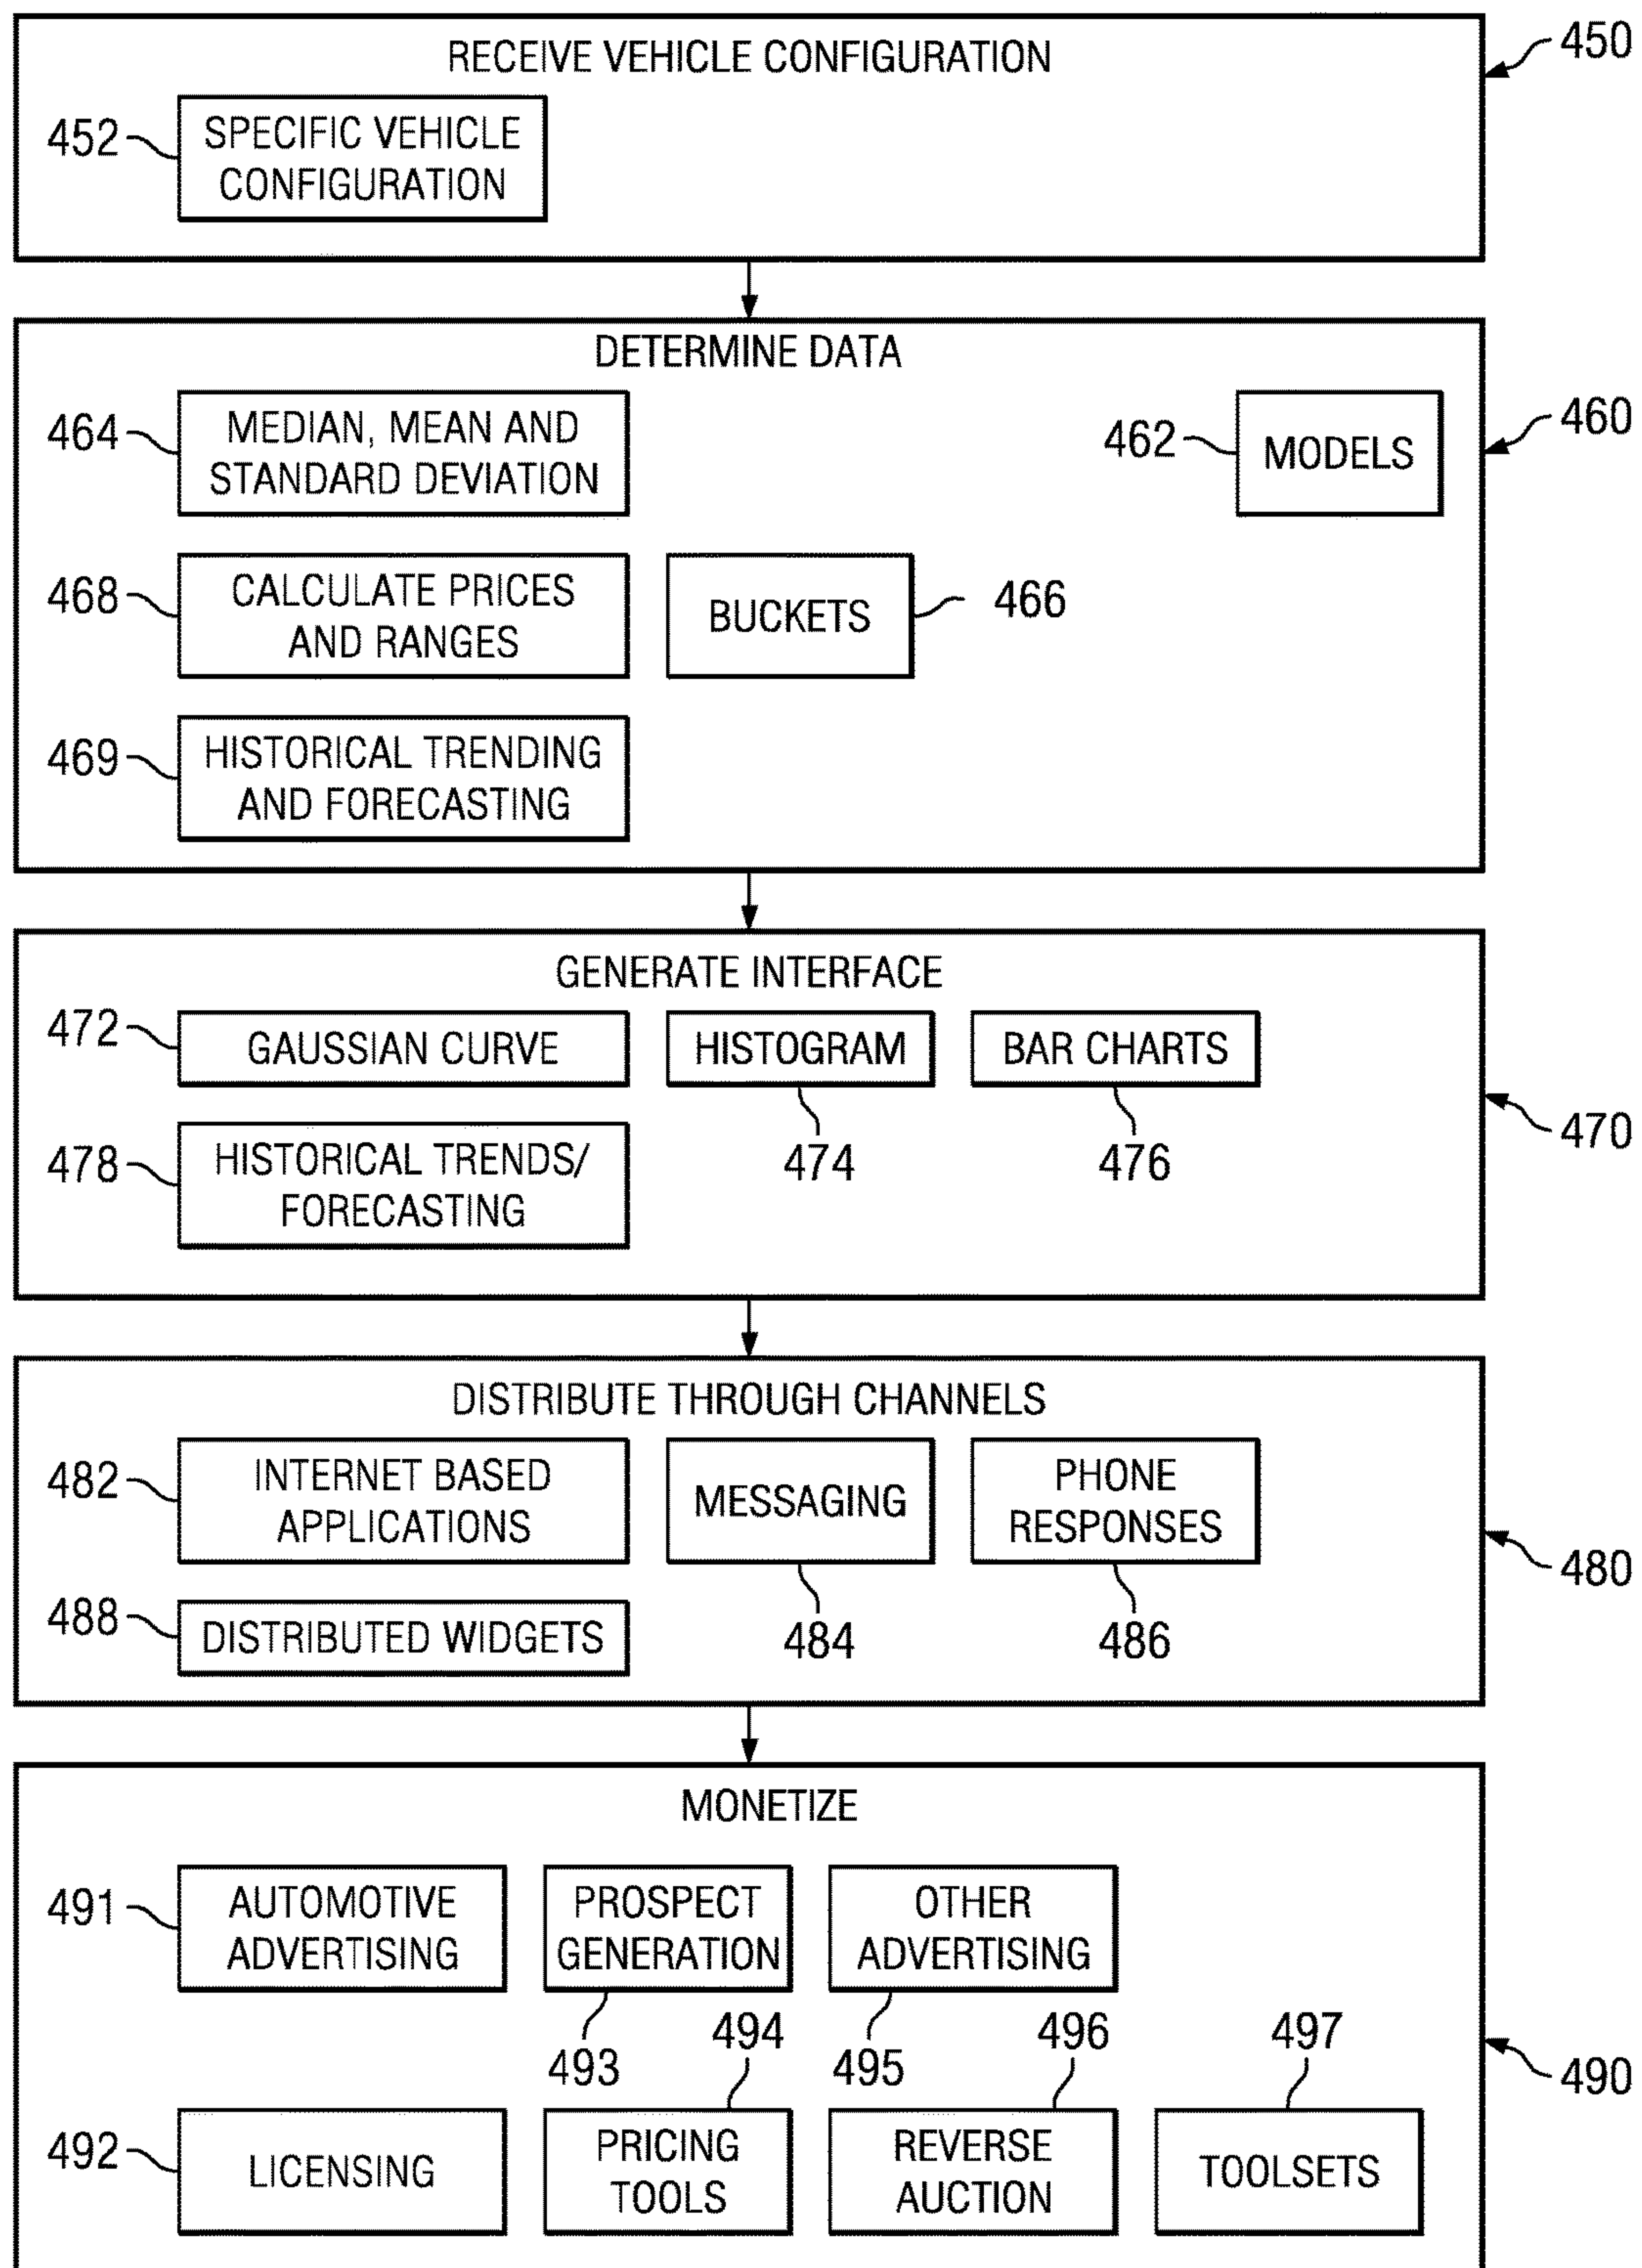 RECEIVE VEHICLE CONFIGURATION
450
452
SPECIFIC VEHICLE
CONFIGURATION
DETERMINE DATA
464
MEDIAN, MEAN AND
STANDARD DEVIATION
462
MODELS
460
468
CALCULATE PRICES
AND RANGES
BUCKETS
466
469
HISTORICAL TRENDING
AND FORECASTING
GENERATE INTERFACE
472
GAUSSIAN CURVE
HISTOGRAM
BAR CHARTS
474
476
470
478
HISTORICAL TRENDS/
FORECASTING
DISTRIBUTE THROUGH CHANNELS
482
INTERNET BASED
APPLICATIONS
MESSAGING
PHONE
RESPONSES
480
488
DISTRIBUTED WIDGETS
484
486
MONETIZE
491
AUTOMOTIVE
ADVERTISING
PROSPECT
GENERATION
OTHER
ADVERTISING
493
494
495
496
497
490
492
LICENSING
PRICING
TOOLS
REVERSE
AUCTION
TOOLSETS